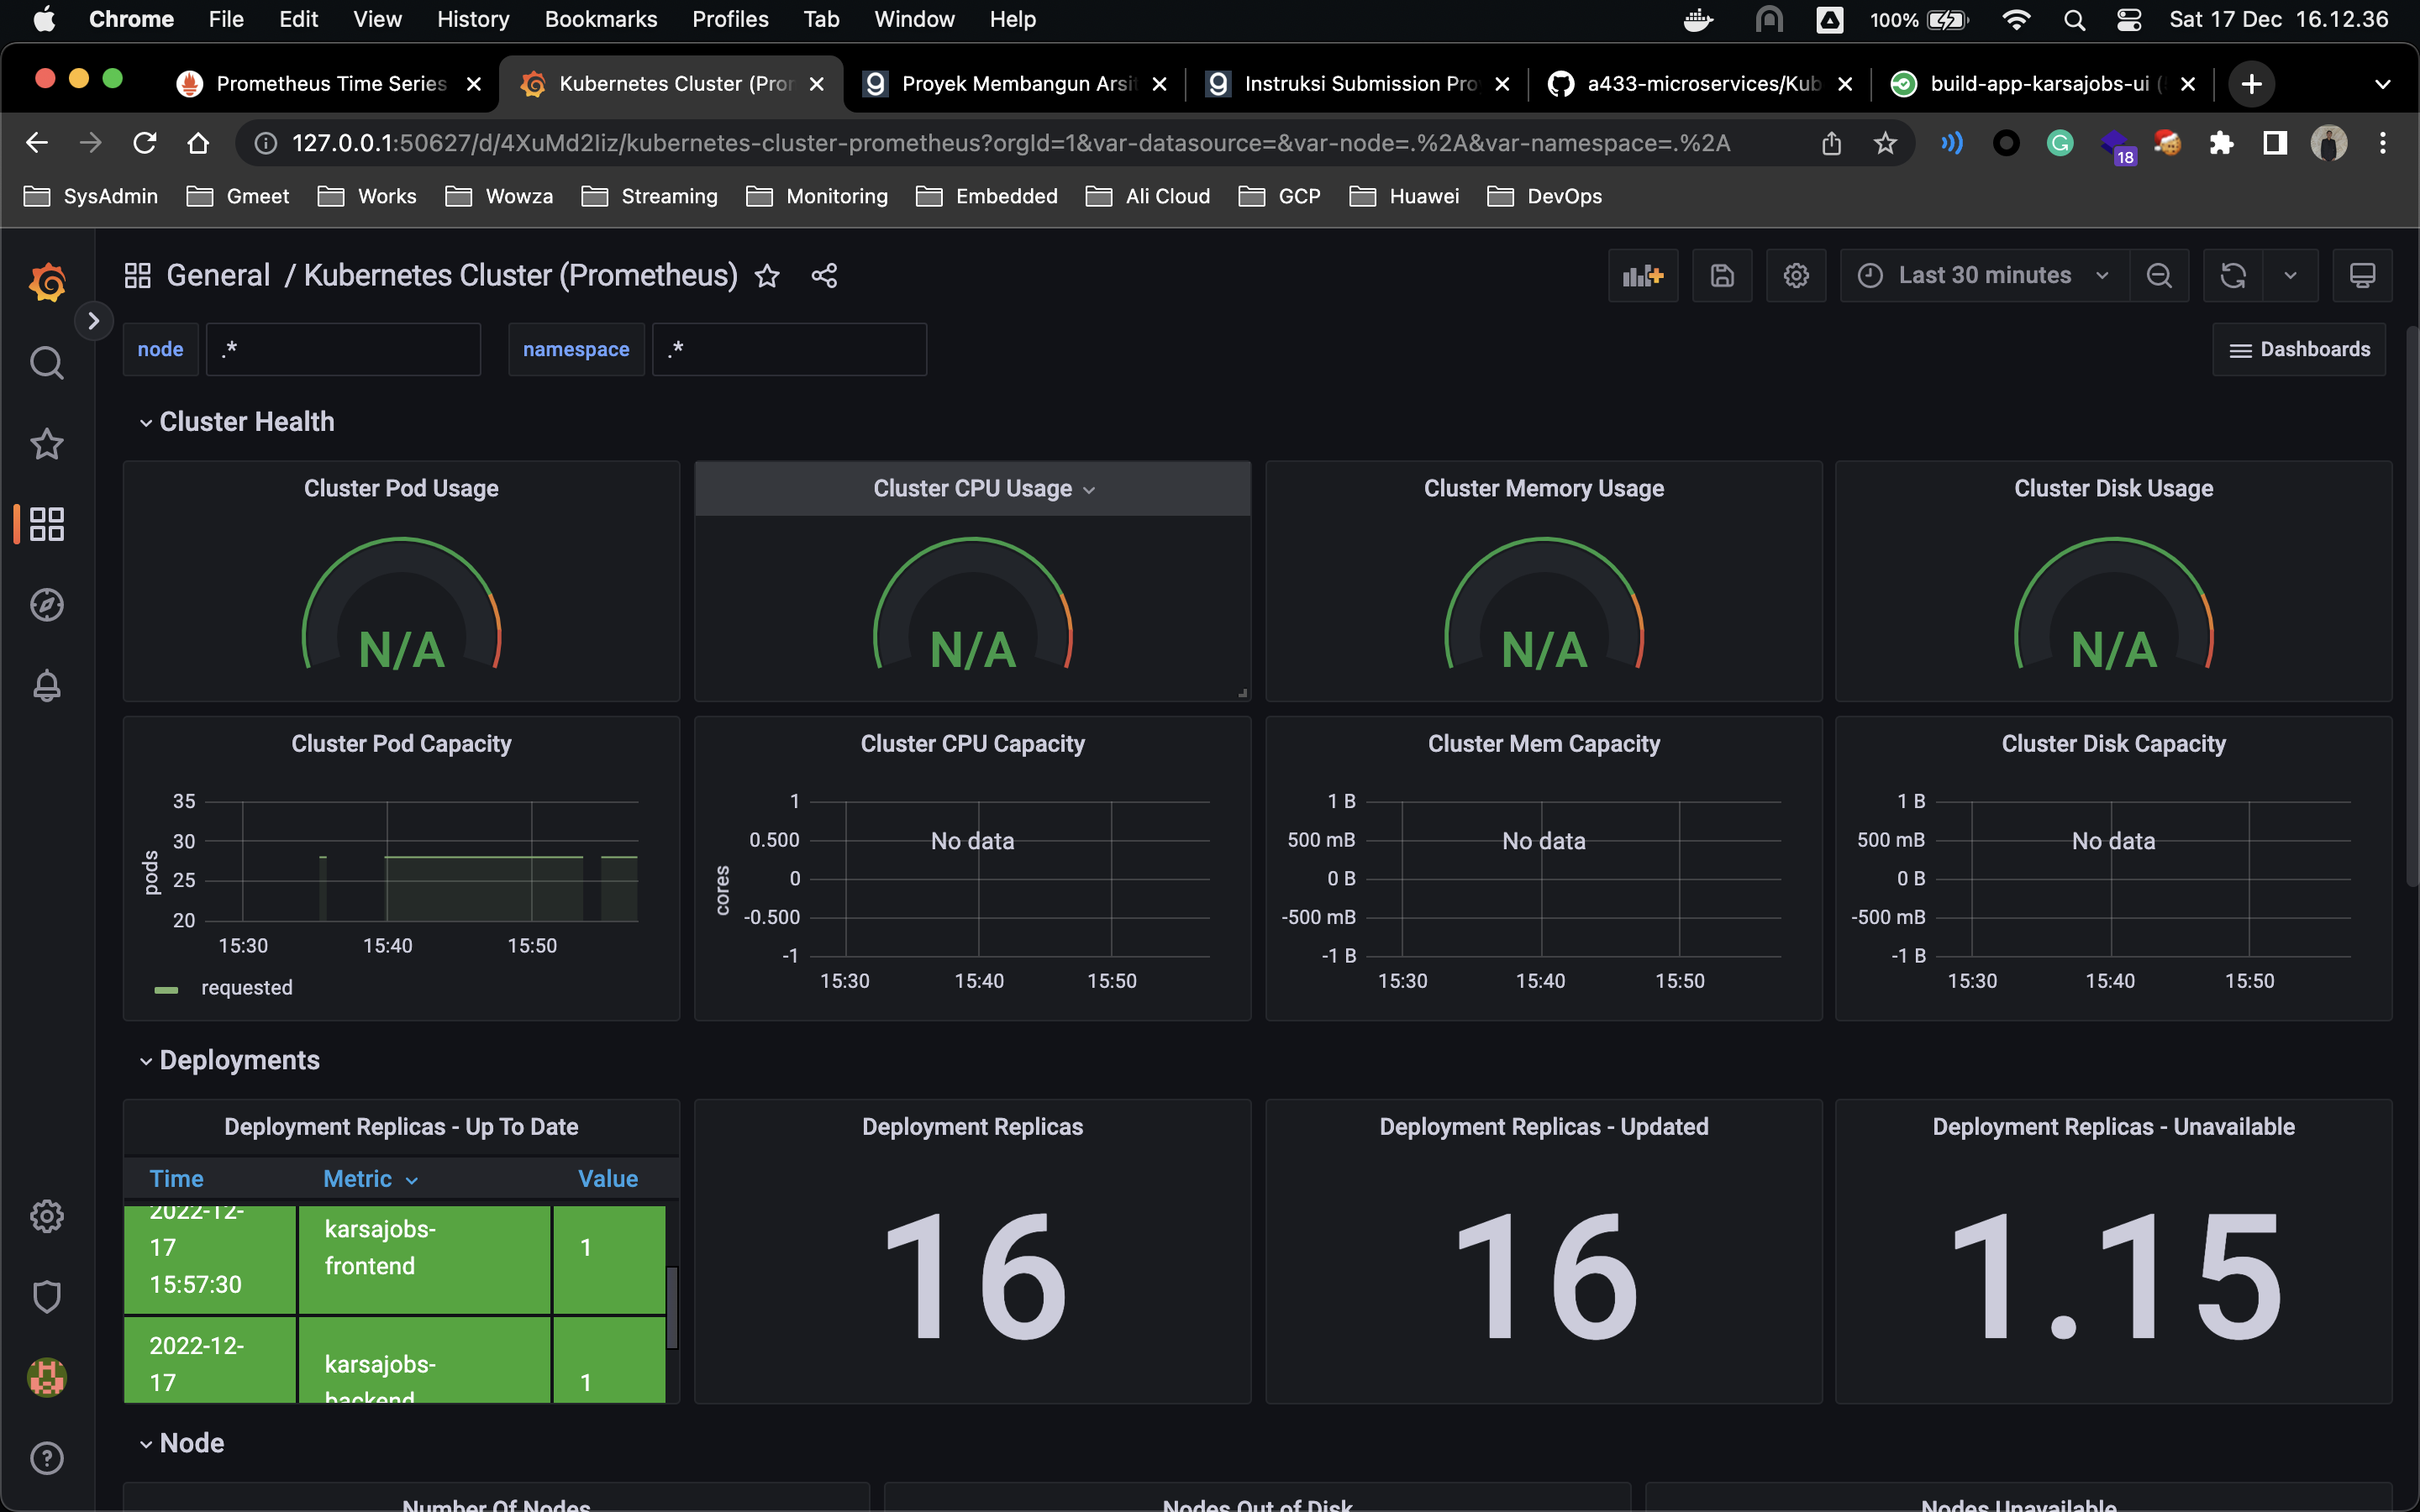 Chrome File Edit View History Bookmarks Profiles Tab Window Help 100% Sat 17 Dec 16.12.36
Prometheus Time Series Kubernetes Cluster (Pror Proyek Membangun Arsit Instruksi Submission Pro a433-microservices/Kub build-app-karsajobs-ui (
127.0.0.1:50627/d/4XuMd2Iiz/kubernetes-cluster-prometheus?orgId=1&var-datasource=&var-node=.%2A&var-namespace=.%2A 18
SysAdmin Gmeet Works Wowza Streaming Monitoring Embedded Ali Cloud GCP Huawei DevOps
General / Kubernetes Cluster (Prometheus) Last 30 minutes
node .* namespace .* Dashboards
Cluster Health
Cluster Pod Usage Cluster CPU Usage Cluster Memory Usage Cluster Disk Usage
N/A N/A N/A N/A
Cluster Pod Capacity
35
30
25
20
pods
15:30 15:40 15:50
requested
Cluster CPU Capacity
1
0.500
0
-0.500
-1
cores
No data
15:30 15:40 15:50
Cluster Mem Capacity
1 B
500 mB
0 B
-500 mB
-1 B
No data
15:30 15:40 15:50
Cluster Disk Capacity
1 B
500 mB
0 B
-500 mB
-1 B
No data
15:30 15:40 15:50
Deployments
Deployment Replicas - Up To Date
Time Metric Value
2022-12-
17
15:57:30
karsajobs-
frontend
1
2022-12-
17
karsajobs-
backend
1
Deployment Replicas
16
Deployment Replicas - Updated
16
Deployment Replicas - Unavailable
1.15
Node
Number Of Nodes Nodes Out of Disk Nodes Unavailable